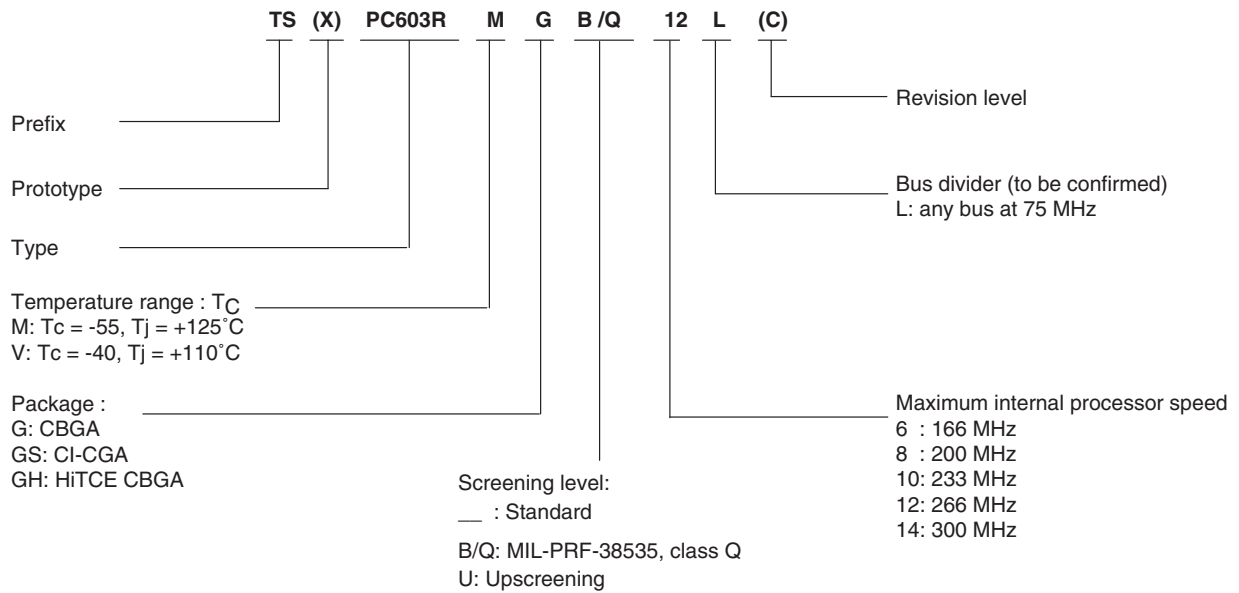 TS (X) PC603R M G B /Q 12 L (C)
Prefix
Prototype
Type
Temperature range : TC
M: Tc = -55, Tj = +125˚C
V: Tc = -40, Tj = +110˚C
Package :
G: CBGA
GS: CI-CGA
GH: HiTCE CBGA
Screening level:
__ : Standard
B/Q: MIL-PRF-38535, class Q
U: Upscreening
Revision level
Bus divider (to be confirmed)
L: any bus at 75 MHz
Maximum internal processor speed
6 : 166 MHz
8 : 200 MHz
10: 233 MHz
12: 266 MHz
14: 300 MHz